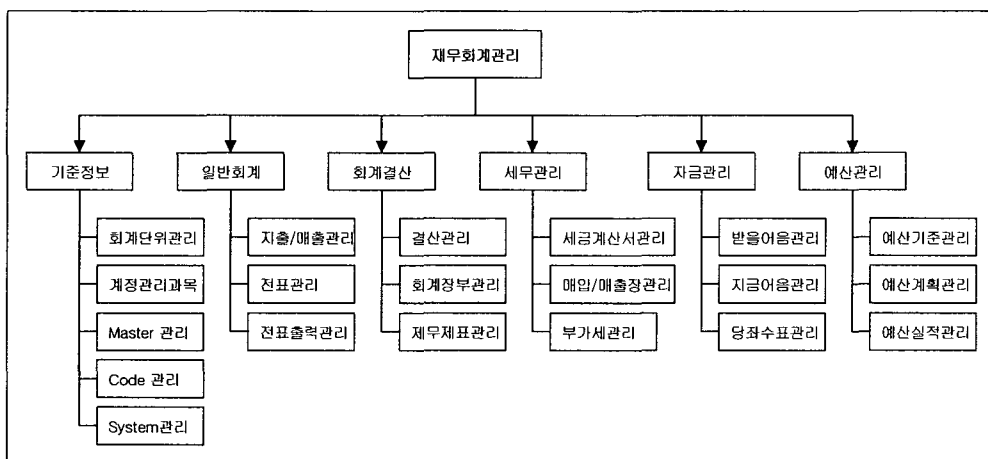 재무회계관리
기준정보
일반회계
회계결산
세무관리
자금관리
예산관리
회계단위관리
계정관리과목
Master 관리
Code 관리
System관리
지출/매출관리
전표관리
전표출력관리
결산관리
회계장부관리
제무제표관리
세금계산서관리
매입/매출장관리
부가세관리
받을어음관리
지금어음관리
당좌수표관리
예산기준관리
예산계획관리
예산실적관리